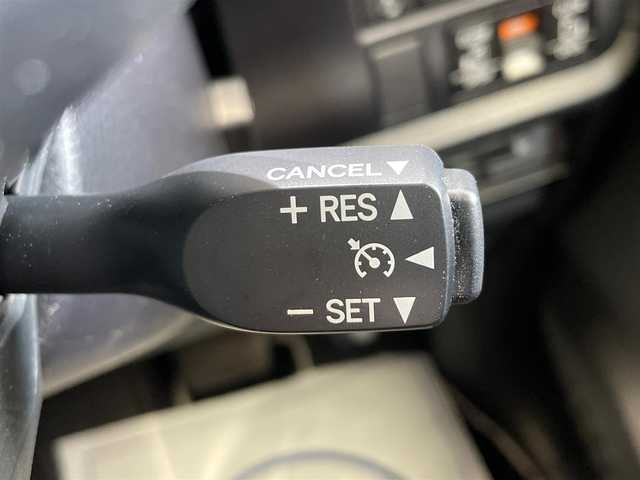 CANCEL ▼
+ RES ▲
◀
− SET ▼